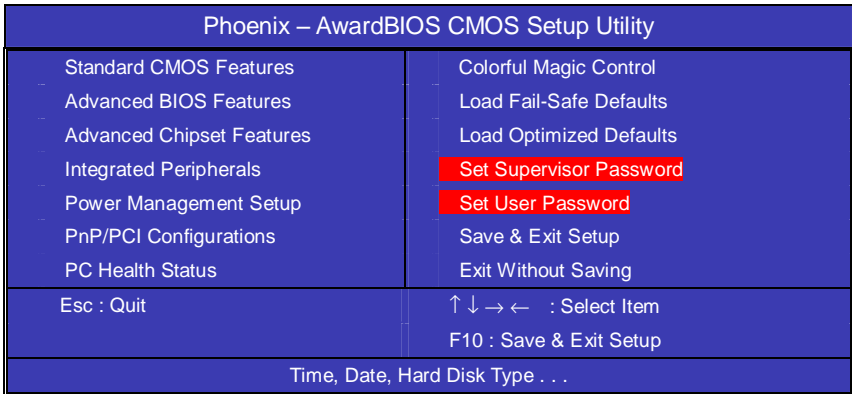 Phoenix – AwardBIOS CMOS Setup Utility
Standard CMOS Features
Advanced BIOS Features
Advanced Chipset Features
Integrated Peripherals
Power Management Setup
PnP/PCI Configurations
PC Health Status
Colorful Magic Control
Load Fail-Safe Defaults
Load Optimized Defaults
Set Supervisor Password
Set User Password
Save & Exit Setup
Exit Without Saving
Esc : Quit
↑ ↓ → ← : Select Item
F10 : Save & Exit Setup
Time, Date, Hard Disk Type . . .